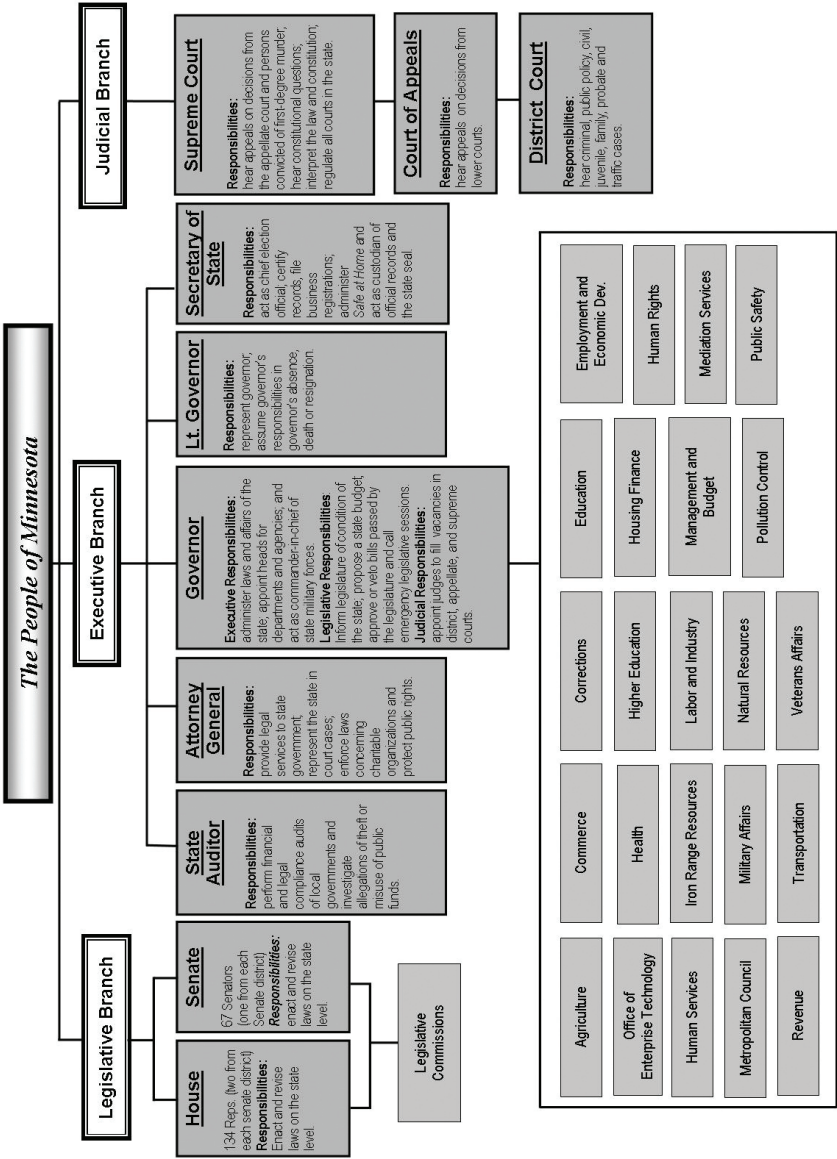 The People of Minnesota
Legislative Branch
Executive Branch
Judicial Branch
House
134 Reps. (two from
each senate district)
Responsibilities:
Enact and revise
laws on the state
level.
Senate
67 Senators
(one from each
Senate district)
Responsibilities:
enact and revise
laws on the state
level.
Legislative
Commissions
State
Auditor
Responsibilities:
perform financial
and legal
compliance audits
of local
governments and
investigate
allegations of theft or
misuse of public
funds.
Attorney
General
Responsibilities:
provide legal
services to state
government;
represent the state in
court cases;
enforce laws
concerning
charitable
organizations and
protect public rights.
Governor
Executive Responsibilities:
administer laws and affairs of the
state, appoint heads for
departments and agencies; and
act as commander-in-chief of
state military forces.
Legislative Responsibilities:
Inform legislature of condition of
the state, propose a state budget;
approve or veto bills passed by
the legislature and call
emergency legislative sessions.
Judicial Responsibilities:
appoint judges to fill vacancies in
district, appellate, and supreme
courts.
Lt. Governor
Responsibilities:
represent governor;
assume governor's
responsibilities in
governor's absence,
death or resignation.
Secretary of
State
Responsibilities:
act as chief election
official, certify
records, file
business
registrations;
administer
Safe at Home and
act as custodian of
official records and
the state seal.
Supreme Court
Responsibilities:
hear appeals on decisions from
the appellate court and persons
convicted of first-degree murder;
hear constitutional questions;
interpret the law and constitution;
regulate all courts in the state.
Court of Appeals
Responsibilities:
hear appeals on decisions from
lower courts.
District Court
Responsibilities:
hear criminal, public policy, civil,
juvenile, family, probate and
traffic cases.
Agriculture
Commerce
Corrections
Education
Employment and
Economic Dev.
Office of
Enterprise Technology
Health
Higher Education
Housing Finance
Human Rights
Human Services
Iron Range Resources
Labor and Industry
Management and
Budget
Mediation Services
Metropolitan Council
Military Affairs
Natural Resources
Pollution Control
Public Safety
Revenue
Transportation
Veterans Affairs